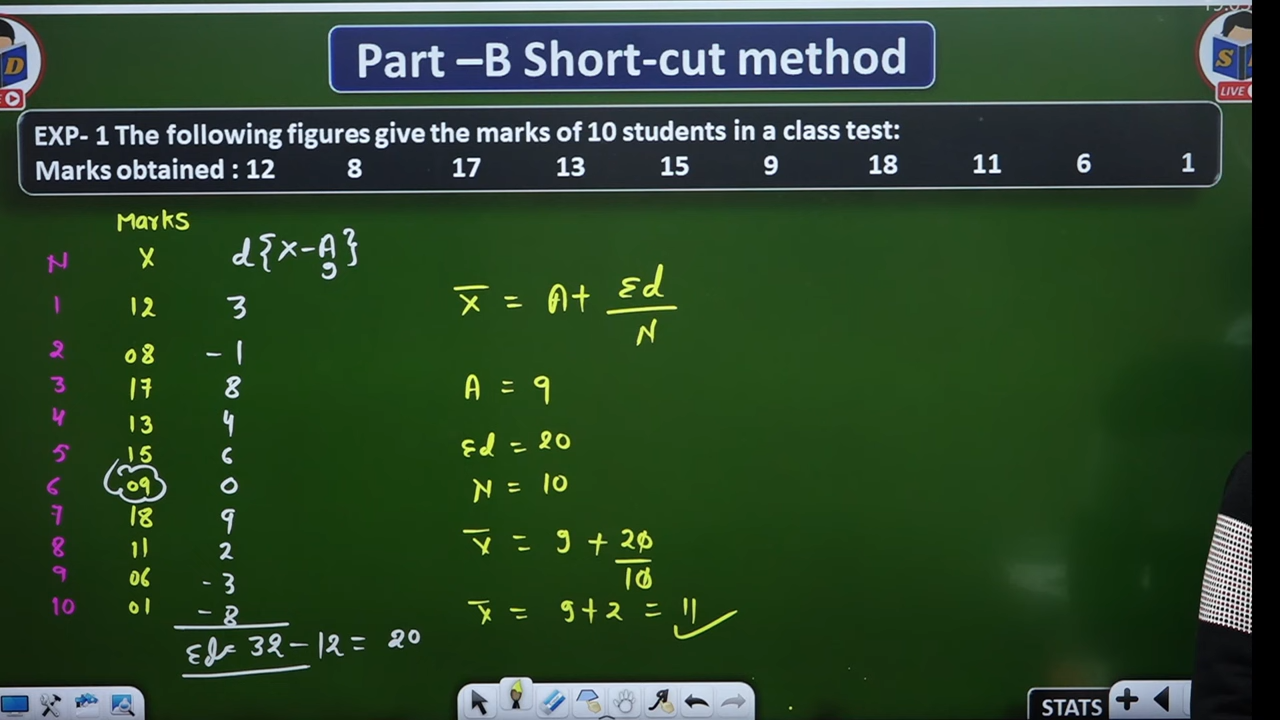 Part –B Short-cut method
EXP- 1 The following figures give the marks of 10 students in a class test:
Marks obtained : 12 8 17 13 15 9 18 11 6 1
Marks
N X d{X-A}
9
1 12 3
2 08 -1
3 17 8
4 13 4
5 15 6
6 09 0
7 18 9
8 11 2
9 06 -3
10 01 -8
Σd= 32-12= 20
X̅ = A+ Σd/N
A = 9
Σd = 20
N = 10
X̅ = 9 + 20/10
X̅ = 9+2 = 11
D
S
LIVE
STATS